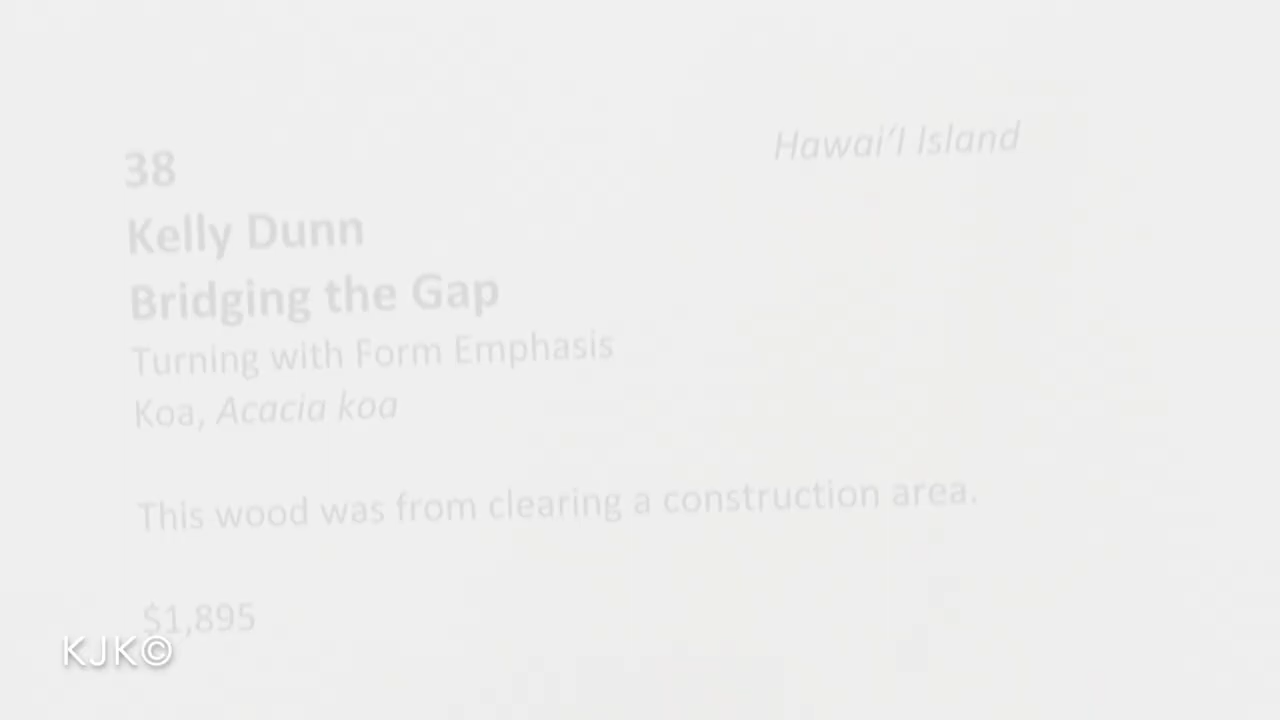 Hawai‘I Island
38
Kelly Dunn
Bridging the Gap
Turning with Form Emphasis
Koa, Acacia koa
This wood was from clearing a construction area.
$1,895
KJK©